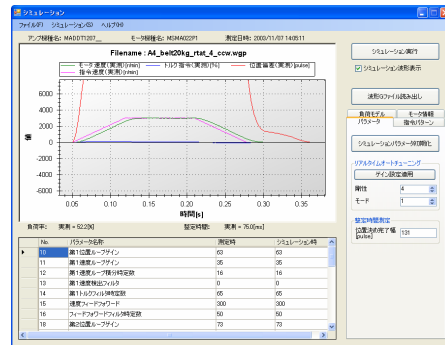 シミュレーション
ファイル(F) シミュレーション(S) ヘルプ(H)
アンプ機種名: MADDT1207__ モータ機種名: MSMA022P1 測定日時: 2003/11/07 14:05:11
Filename : A4_belt20kg_rtat_4_ccw.wgp
モータ速度(実測)[r/min] トルク指令(実測)[%] 位置偏差(実測)[pulse]
指令速度(実測)[r/min]
6000
4000
2000
0
-2000
-4000
-6000
値
0.05 0.10 0.15 0.20 0.25 0.30 0.35
時間[s]
負荷率: 実測 = 52.2[%] 整定時間: 実測 = 75.0[ms]
No. パラメータ名称 測定時 シミュレーション時
10 第1位置ループゲイン 63 63
11 第1速度ループゲイン 35 35
12 第1速度ループ積分時定数 16 16
13 第1速度検出フィルタ 0 0
14 第1トルクフィルタ時定数 65 65
15 速度フィードフォワード 300 300
16 フィードフォワードフィルタ時定数 50 50
18 第2位置ループゲイン 73 73
シミュレーション実行
シミュレーション波形表示
波形Gファイル読み出し
負荷モデル モータ情報
パラメータ 指令パターン
シミュレーションパラメータ初期化
リアルタイムオートチューニング
ゲイン設定適用
剛性 4
モード 1
整定時間測定
位置決め完了幅 [pulse] 131